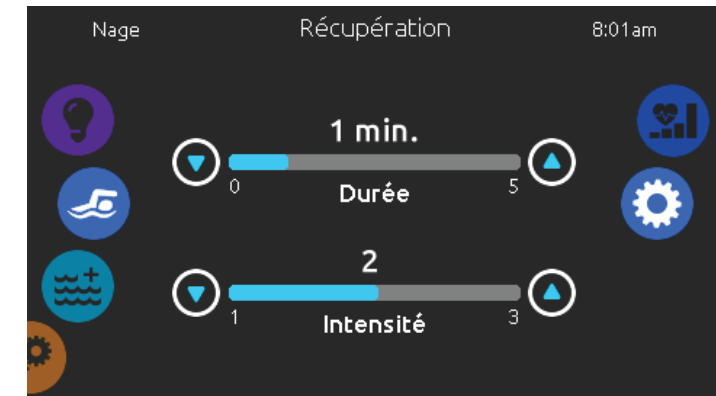 Nage Récupération 8:01am
1 min.
0 Durée 5
2
1 Intensité 3